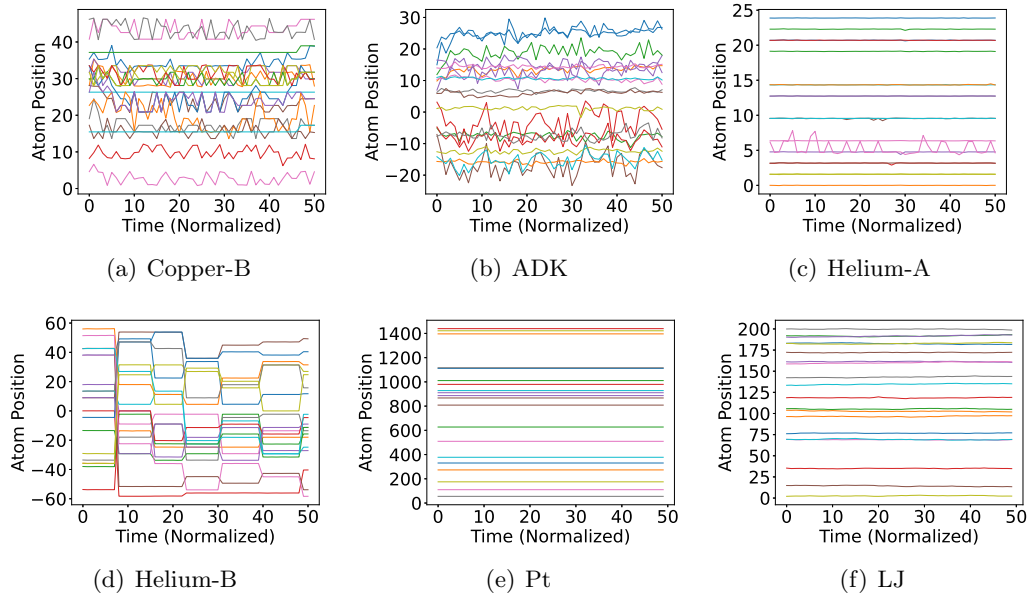 Atom Position
40
30
20
10
0
0 10 20 30 40 50
Time (Normalized)
(a) Copper-B
Atom Position
30
20
10
0
−10
−20
0 10 20 30 40 50
Time (Normalized)
(b) ADK
Atom Position
25
20
15
10
5
0
0 10 20 30 40 50
Time (Normalized)
(c) Helium-A
Atom Position
60
40
20
0
−20
−40
−60
0 10 20 30 40 50
Time (Normalized)
(d) Helium-B
Atom Position
1400
1200
1000
800
600
400
200
0
0 10 20 30 40 50
Time (Normalized)
(e) Pt
Atom Position
200
175
150
125
100
75
50
25
0
0 10 20 30 40 50
Time (Normalized)
(f) LJ